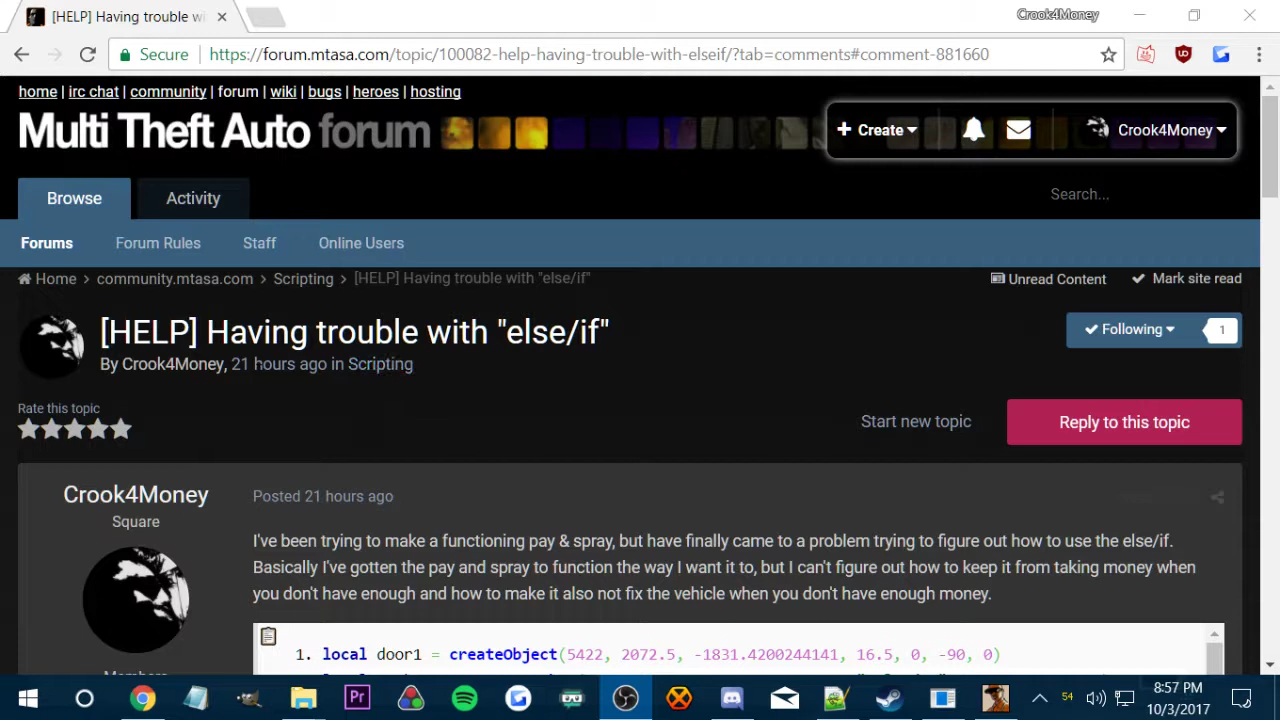 [HELP] Having trouble wi
Crook4Money
Secure https://forum.mtasa.com/topic/100082-help-having-trouble-with-elseif/?tab=comments#comment-881660
home | irc chat | community | forum | wiki | bugs | heroes | hosting
Multi Theft Auto forum
+ Create
Crook4Money
Browse Activity
Search...
Forums Forum Rules Staff Online Users
Home > community.mtasa.com > Scripting > [HELP] Having trouble with "else/if"
Unread Content Mark site read
[HELP] Having trouble with "else/if"
Following 1
By Crook4Money, 21 hours ago in Scripting
Rate this topic
Start new topic Reply to this topic
Crook4Money
Square
Posted 21 hours ago
I've been trying to make a functioning pay & spray, but have finally came to a problem trying to figure out how to use the else/if.
Basically I've gotten the pay and spray to function the way I want it to, but I can't figure out how to keep it from taking money when
you don't have enough and how to make it also not fix the vehicle when you don't have enough money.
1. local door1 = createObject(5422, 2072.5, -1831.4200244141, 16.5, 0, -90, 0)
Pr
54
8:57 PM
10/3/2017